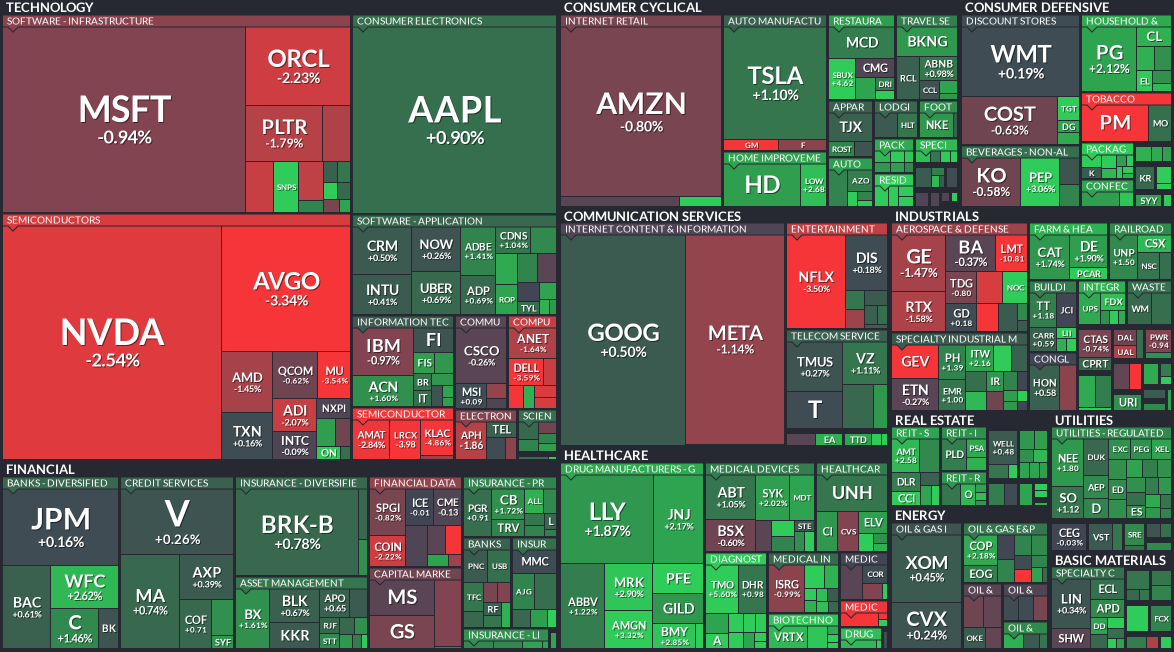 TECHNOLOGY
SOFTWARE - INFRASTRUCTURE
MSFT
-0.94%
ORCL
-2.23%
PLTR
-1.79%
SNPS
CONSUMER ELECTRONICS
AAPL
+0.90%
SEMICONDUCTORS
NVDA
-2.54%
AVGO
-3.34%
AMD
-1.45%
QCOM
-0.62%
MU
-3.54%
ADI
-2.07%
NXPI
TXN
+0.16%
INTC
-0.09%
ON
SOFTWARE - APPLICATION
CRM
+0.50%
NOW
+0.26%
ADBE
+1.41%
CDNS
+1.04%
INTU
+0.41%
UBER
+0.69%
ADP
+0.69%
ROP
TYL
INFORMATION TEC
IBM
-0.97%
FI
FIS
ACN
+1.60%
BR
IT
COMMU
CSCO
-0.26%
MSI
+0.09
COMPU
ANET
-1.64%
DELL
-3.59%
SEMICONDUCTOR
AMAT
-2.84%
LRCX
-3.98
KLAC
-4.86%
ELECTRON
APH
-1.86
TEL
SCIEN
CONSUMER CYCLICAL
INTERNET RETAIL
AMZN
-0.80%
AUTO MANUFACTU
TSLA
+1.10%
GM
F
HOME IMPROVEME
HD
LOW
+2.68
RESTAURA
MCD
SBUX
+4.62
CMG
DRI
TRAVEL SE
BKNG
RCL
ABNB
+0.98%
CCL
APPAR
TJX
ROST
LODGI
HLT
FOOT
NKE
AUTO
AZO
PACK
SPECI
RESID
CONSUMER DEFENSIVE
DISCOUNT STORES
WMT
+0.19%
COST
-0.63%
TGT
DG
HOUSEHOLD &
PG
+2.12%
CL
EL
TOBACCO
PM
MO
BEVERAGES - NON-AL
KO
-0.58%
PEP
+3.06%
PACKAG
K
KR
CONFEC
SYY
COMMUNICATION SERVICES
INTERNET CONTENT & INFORMATION
GOOG
+0.50%
META
-1.14%
ENTERTAINMENT
NFLX
-3.50%
DIS
+0.18%
TELECOM SERVICE
TMUS
+0.27%
VZ
+1.11%
T
EA
TTD
INDUSTRIALS
AEROSPACE & DEFENSE
GE
-1.47%
BA
-0.37%
LMT
-10.81
RTX
-1.58%
TDG
-0.80
NOC
GD
+0.18
FARM & HEA
CAT
+1.74%
DE
+1.90%
PCAR
RAILROAD
UNP
+1.50
CSX
NSC
BUILDI
TT
+1.18
JCI
CARR
+0.59
LII
INTEGR
UPS
FDX
WASTE
WM
SPECIALTY INDUSTRIAL M
GEV
PH
+1.39
ITW
+2.16
ETN
-0.27%
EMR
+1.00
IR
CONGL
HON
+0.58
CTAS
-0.74%
DAL
UAL
PWR
-0.94
CPRT
URI
FINANCIAL
BANKS - DIVERSIFIED
JPM
+0.16%
BAC
+0.61%
WFC
+2.62%
C
+1.46%
BK
CREDIT SERVICES
V
+0.26%
MA
+0.74%
AXP
+0.39%
COF
+0.71
SYF
INSURANCE - DIVERSIFIE
BRK-B
+0.78%
ASSET MANAGEMENT
BX
+1.61%
BLK
+0.67%
KKR
APO
+0.65
RJF
STT
FINANCIAL DATA
SPGI
-0.82%
ICE
-0.01
CME
-0.13
COIN
-2.22%
CAPITAL MARKE
MS
GS
INSURANCE - PR
PGR
+0.91
CB
+1.72%
ALL
TRV
L
BANKS
PNC
USB
TFC
RF
INSUR
MMC
AJG
INSURANCE - LI
HEALTHCARE
DRUG MANUFACTURERS - G
LLY
+1.87%
JNJ
+2.17%
ABBV
+1.22%
MRK
+2.90%
PFE
GILD
AMGN
+3.32%
BMY
+2.85%
MEDICAL DEVICES
ABT
+1.05%
SYK
+2.02%
MDT
BSX
-0.60%
STE
HEALTHCAR
UNH
CI
CVS
ELV
DIAGNOST
TMO
+5.60%
DHR
+0.98
A
MEDICAL IN
ISRG
-0.99%
MEDIC
COR
BIOTECHNO
VRTX
MEDIC
DRUG
REAL ESTATE
REIT - S
AMT
+2.58
DLR
CCI
REIT - I
PLD
PSA
REIT - R
O
WELL
+0.48
UTILITIES
UTILITIES - REGULATED
NEE
+1.80
DUK
EXC
PEG
XEL
SO
+1.12
AEP
ED
D
ES
CEG
-0.03%
VST
SRE
ENERGY
OIL & GAS I
XOM
+0.45%
CVX
+0.24%
OIL & GAS E&P
COP
+2.18%
EOG
OIL &
OIL &
OKE
OIL &
BASIC MATERIALS
SPECIALTY C
LIN
+0.34%
ECL
APD
DD
SHW
FCX